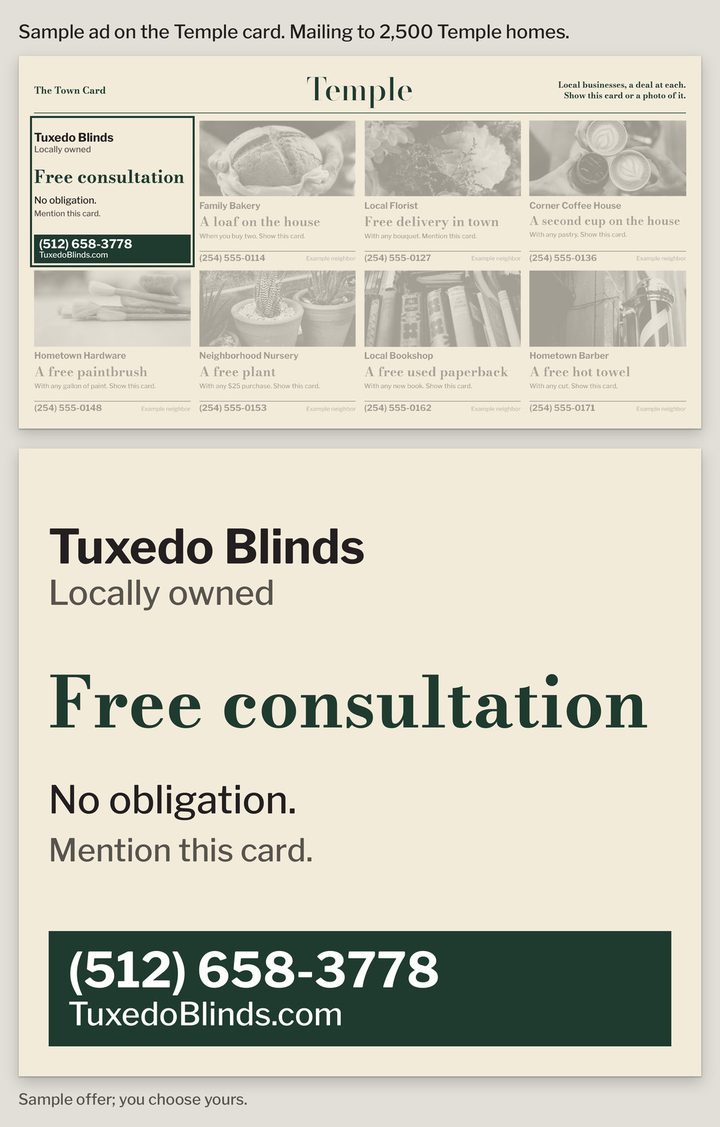 Sample ad on the Temple card. Mailing to 2,500 Temple homes.
The Town Card
Temple
Local businesses, a deal at each.
Show this card or a photo of it.
Tuxedo Blinds
Locally owned
Free consultation
No obligation.
Mention this card.
(512) 658-3778
TuxedoBlinds.com
Family Bakery
A loaf on the house
When you buy two. Show this card.
(254) 555-0114 Example neighbor
Local Florist
Free delivery in town
With any bouquet. Mention this card.
(254) 555-0127 Example neighbor
Corner Coffee House
A second cup on the house
With any pastry. Show this card.
(254) 555-0136 Example neighbor
Hometown Hardware
A free paintbrush
With any gallon of paint. Show this card.
(254) 555-0148 Example neighbor
Neighborhood Nursery
A free plant
With any $25 purchase. Show this card.
(254) 555-0153 Example neighbor
Local Bookshop
A free used paperback
With any new book. Show this card.
(254) 555-0162 Example neighbor
Hometown Barber
A free hot towel
With any cut. Show this card.
(254) 555-0171 Example neighbor
Tuxedo Blinds
Locally owned
Free consultation
No obligation.
Mention this card.
(512) 658-3778
TuxedoBlinds.com
Sample offer; you choose yours.